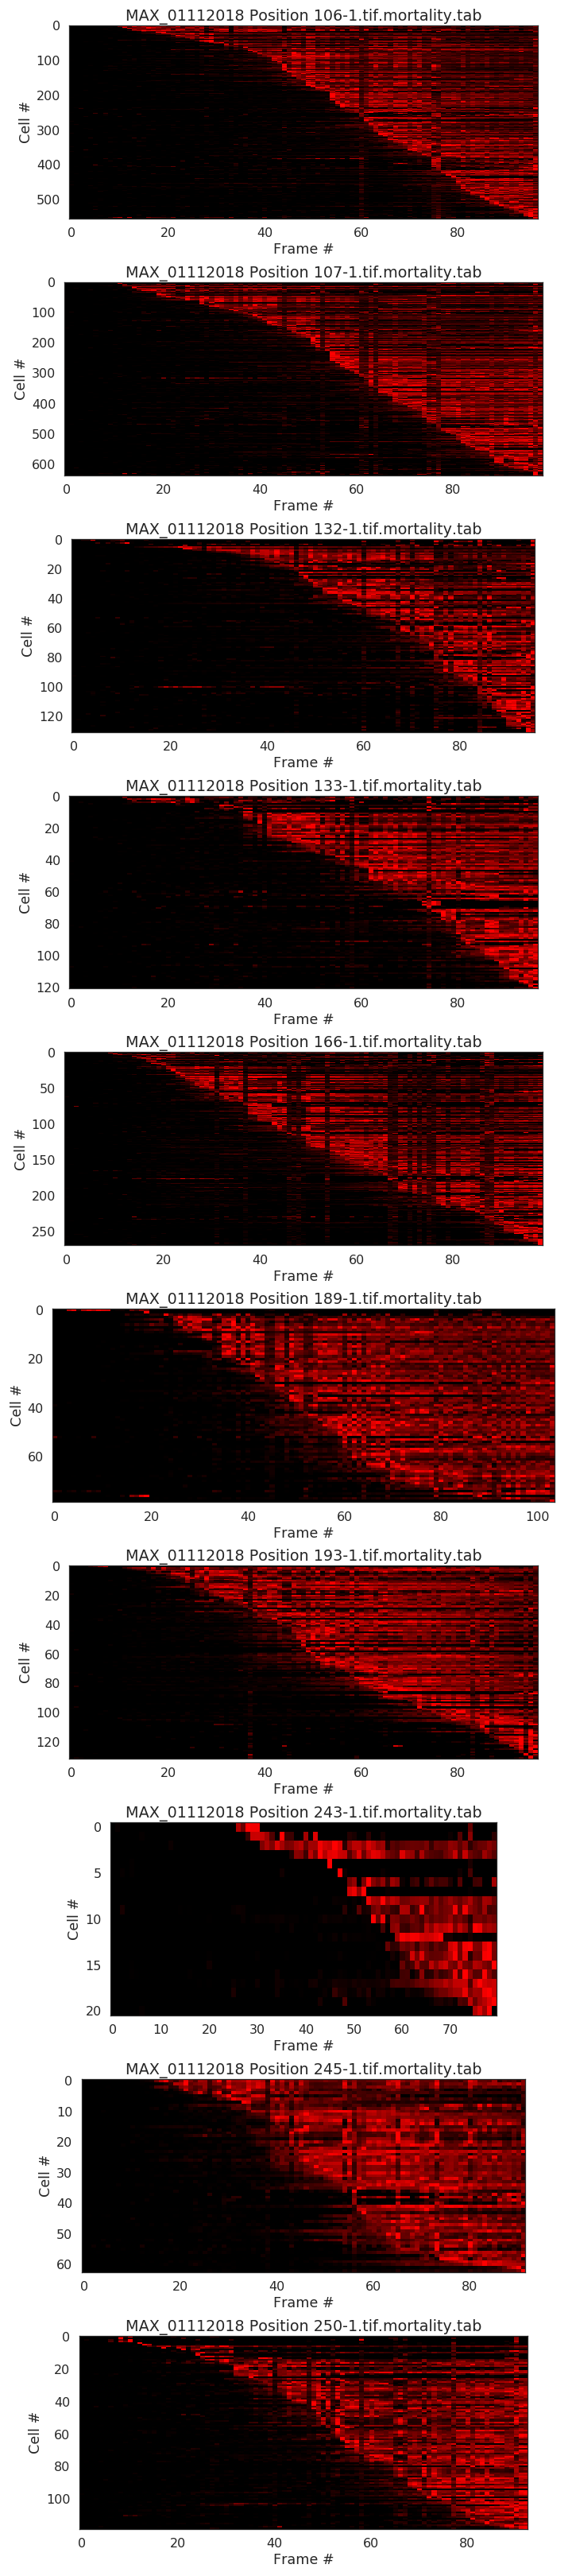 MAX_01112018 Position 106-1.tif.mortality.tab
0
100
200
300
400
500
Cell #
0 20 40 60 80
Frame #
MAX_01112018 Position 107-1.tif.mortality.tab
0
100
200
300
400
500
600
Cell #
0 20 40 60 80
Frame #
MAX_01112018 Position 132-1.tif.mortality.tab
0
20
40
60
80
100
120
Cell #
0 20 40 60 80
Frame #
MAX_01112018 Position 133-1.tif.mortality.tab
0
20
40
60
80
100
120
Cell #
0 20 40 60 80
Frame #
MAX_01112018 Position 166-1.tif.mortality.tab
0
50
100
150
200
250
Cell #
0 20 40 60 80
Frame #
MAX_01112018 Position 189-1.tif.mortality.tab
0
20
40
60
Cell #
0 20 40 60 80 100
Frame #
MAX_01112018 Position 193-1.tif.mortality.tab
0
20
40
60
80
100
120
Cell #
0 20 40 60 80
Frame #
MAX_01112018 Position 243-1.tif.mortality.tab
0
5
10
15
20
Cell #
0 10 20 30 40 50 60 70
Frame #
MAX_01112018 Position 245-1.tif.mortality.tab
0
10
20
30
40
50
60
Cell #
0 20 40 60 80
Frame #
MAX_01112018 Position 250-1.tif.mortality.tab
0
20
40
60
80
100
Cell #
0 20 40 60 80
Frame #